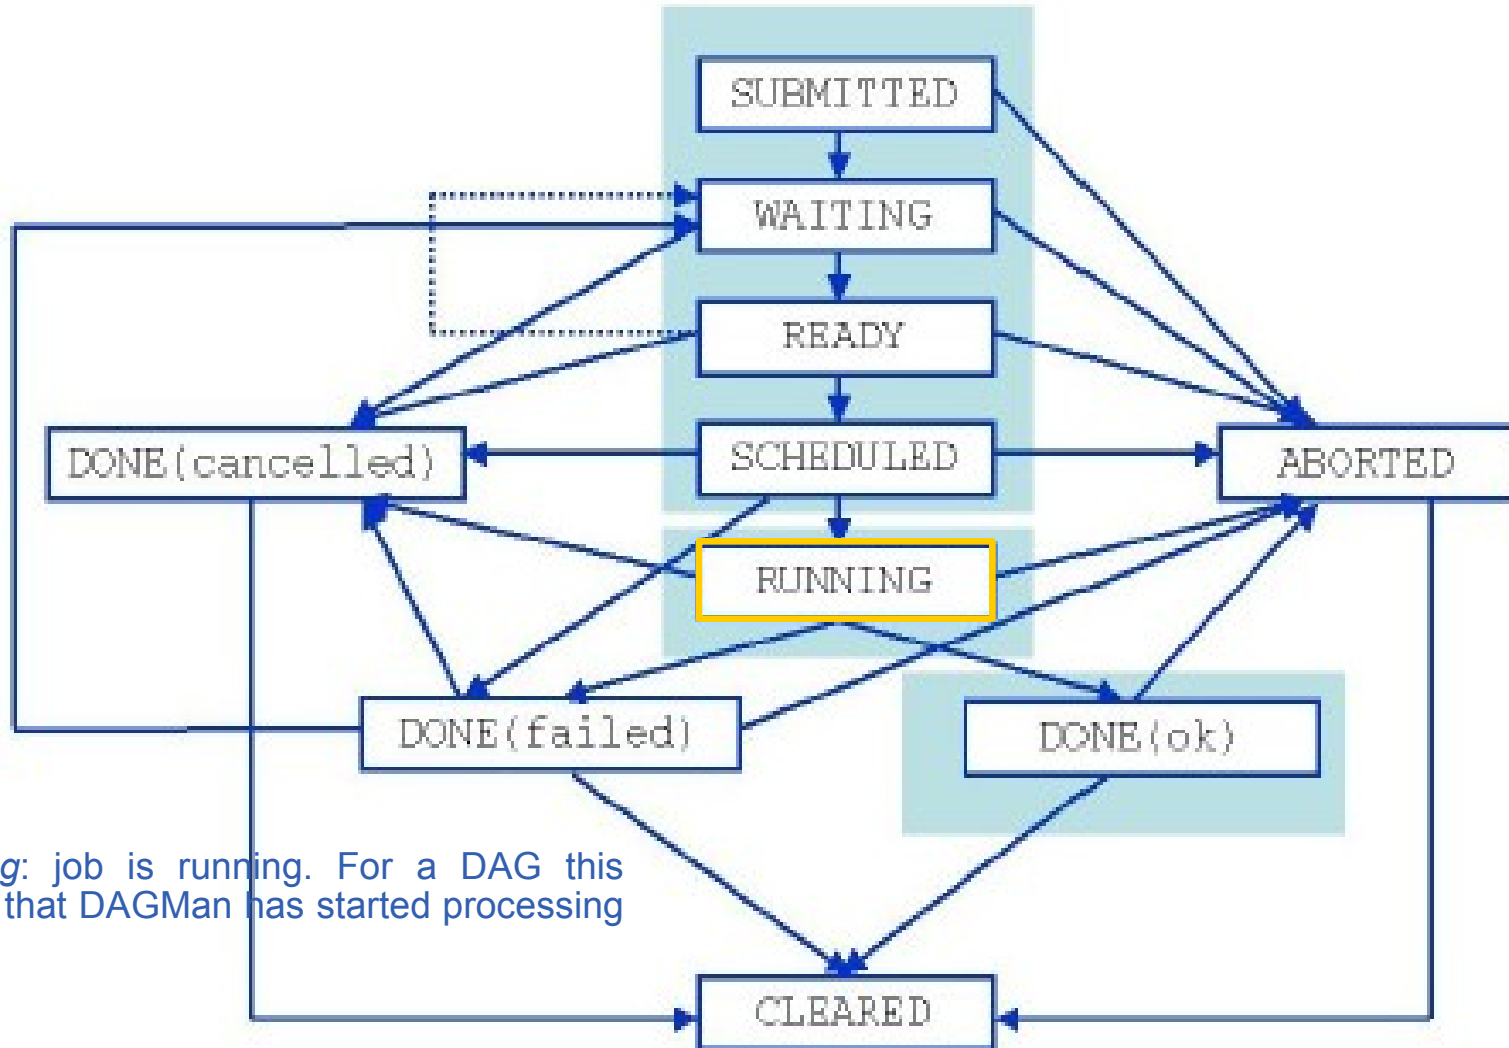 SUBMITTED
WAITING
READY
DONE(cancelled)
SCHEDULED
ABORTED
RUNNING
DONE(failed)
DONE(ok)
g: job is running. For a DAG this
that DAGMan has started processing
CLEARED